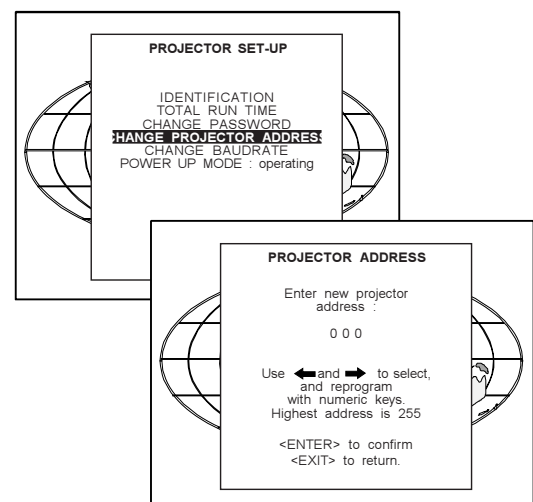 PROJECTOR SET-UP
IDENTIFICATION
TOTAL RUN TIME
CHANGE PASSWORD
CHANGE PROJECTOR ADDRESS
CHANGE BAUDRATE
POWER UP MODE : operating
PROJECTOR ADDRESS
Enter new projector
address :
0 0 0
Use ⬅ and ➡ to select,
and reprogram
with numeric keys.
Highest address is 255
<ENTER> to confirm
<EXIT> to return.